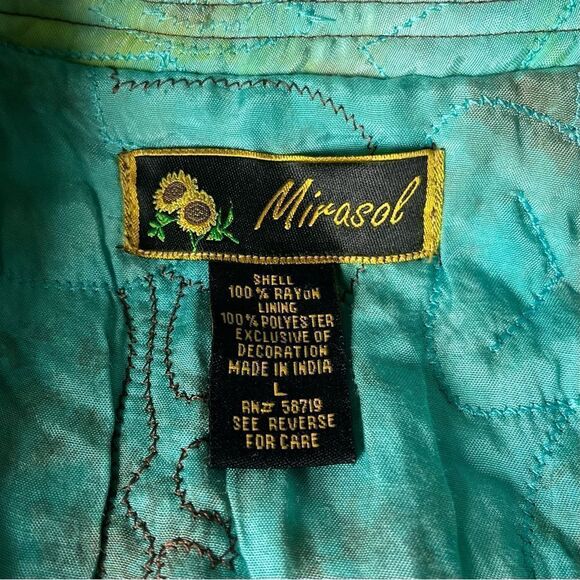 Mirasol
SHELL
100% RAYON
LINING
100% POLYESTER
EXCLUSIVE OF
DECORATION
MADE IN INDIA
L
RN# 58719
SEE REVERSE
FOR CARE